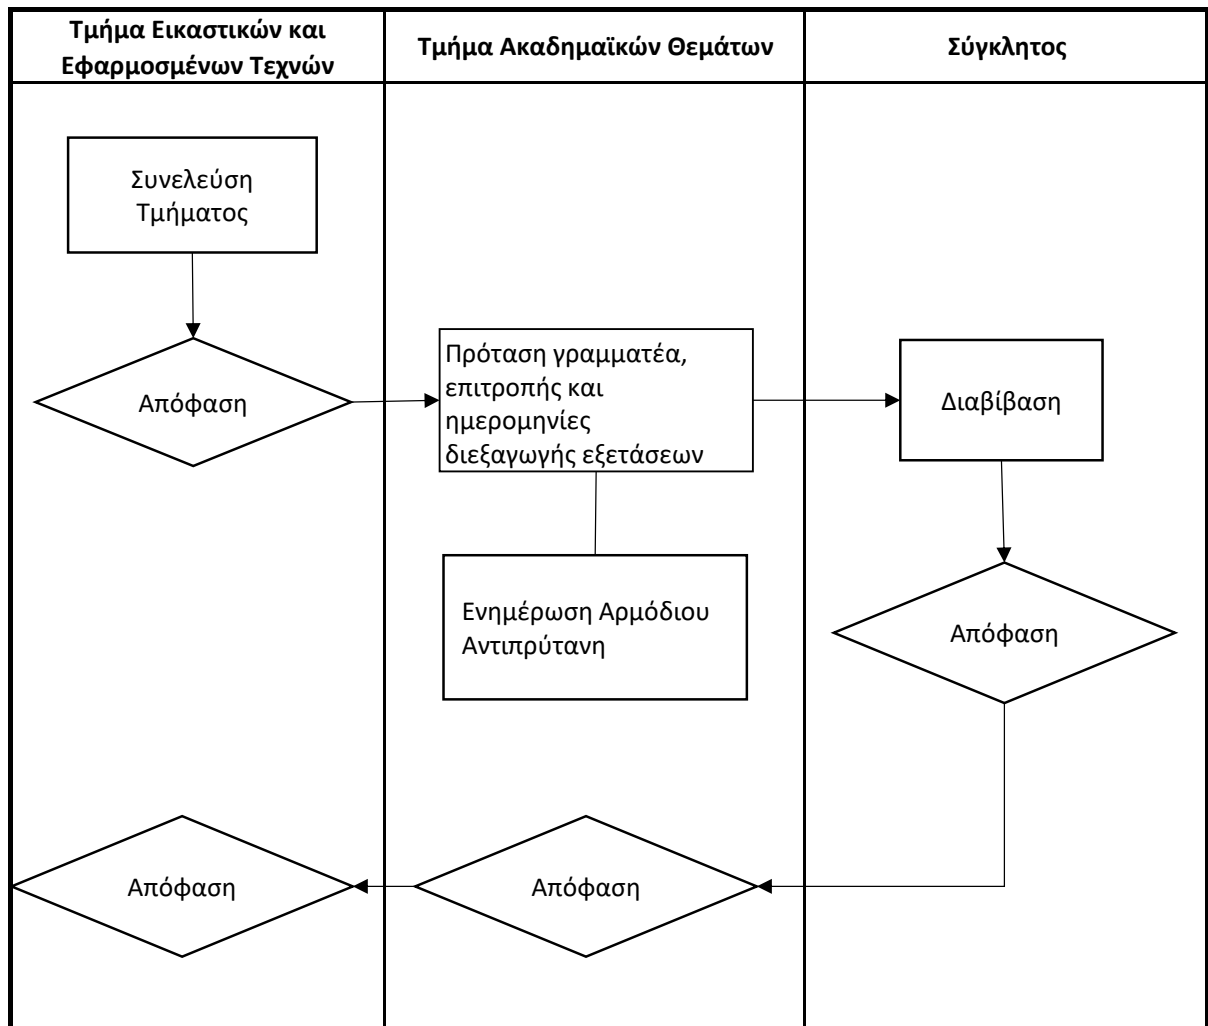 Τμήμα Εικαστικών και
Εφαρμοσμένων Τεχνών
Τμήμα Ακαδημαϊκών Θεμάτων
Σύγκλητος
Συνελεύση
Τμήματος
Απόφαση
Πρόταση γραμματέα,
επιτροπής και
ημερομηνίες
διεξαγωγής εξετάσεων
Διαβίβαση
Ενημέρωση Αρμόδιου
Αντιπρύτανη
Απόφαση
Απόφαση
Απόφαση